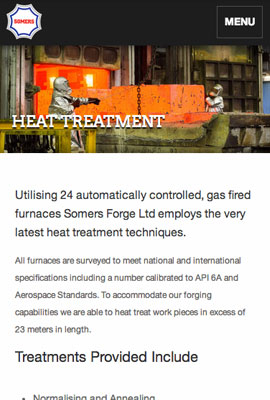 SOMERS
MENU
HEAT TREATMENT
Utilising 24 automatically controlled, gas fired
furnaces Somers Forge Ltd employs the very
latest heat treatment techniques.
All furnaces are surveyed to meet national and international
specifications including a number calibrated to API 6A and
Aerospace Standards. To accommodate our forging
capabilities we are able to heat treat work pieces in excess of
23 meters in length.
Treatments Provided Include
• Normalising and Annealing